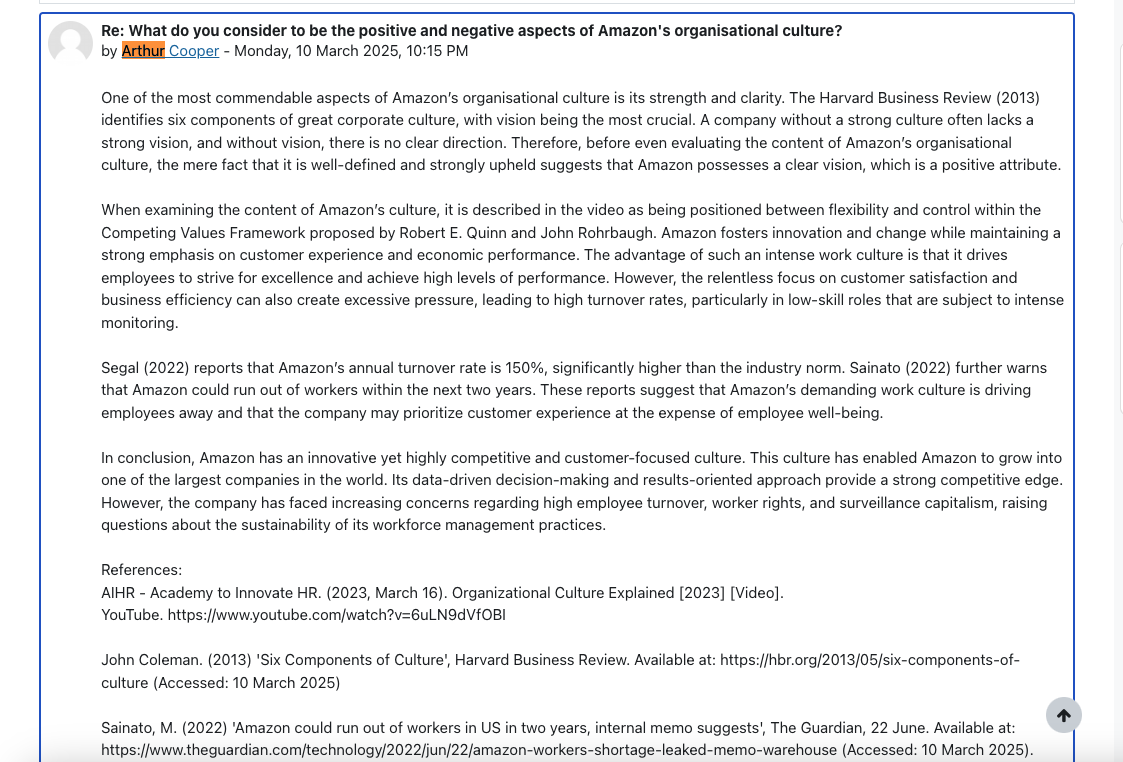 Re: What do you consider to be the positive and negative aspects of Amazon's organisational culture?
by Arthur Cooper - Monday, 10 March 2025, 10:15 PM
One of the most commendable aspects of Amazon’s organisational culture is its strength and clarity. The Harvard Business Review (2013)
identifies six components of great corporate culture, with vision being the most crucial. A company without a strong culture often lacks a
strong vision, and without vision, there is no clear direction. Therefore, before even evaluating the content of Amazon’s organisational
culture, the mere fact that it is well-defined and strongly upheld suggests that Amazon possesses a clear vision, which is a positive attribute.
When examining the content of Amazon’s culture, it is described in the video as being positioned between flexibility and control within the
Competing Values Framework proposed by Robert E. Quinn and John Rohrbaugh. Amazon fosters innovation and change while maintaining a
strong emphasis on customer experience and economic performance. The advantage of such an intense work culture is that it drives
employees to strive for excellence and achieve high levels of performance. However, the relentless focus on customer satisfaction and
business efficiency can also create excessive pressure, leading to high turnover rates, particularly in low-skill roles that are subject to intense
monitoring.
Segal (2022) reports that Amazon’s annual turnover rate is 150%, significantly higher than the industry norm. Sainato (2022) further warns
that Amazon could run out of workers within the next two years. These reports suggest that Amazon’s demanding work culture is driving
employees away and that the company may prioritize customer experience at the expense of employee well-being.
In conclusion, Amazon has an innovative yet highly competitive and customer-focused culture. This culture has enabled Amazon to grow into
one of the largest companies in the world. Its data-driven decision-making and results-oriented approach provide a strong competitive edge.
However, the company has faced increasing concerns regarding high employee turnover, worker rights, and surveillance capitalism, raising
questions about the sustainability of its workforce management practices.
References:
AIHR - Academy to Innovate HR. (2023, March 16). Organizational Culture Explained [2023] [Video].
YouTube. https://www.youtube.com/watch?v=6uLN9dVfOBI
John Coleman. (2013) 'Six Components of Culture', Harvard Business Review. Available at: https://hbr.org/2013/05/six-components-of-
culture (Accessed: 10 March 2025)
Sainato, M. (2022) 'Amazon could run out of workers in US in two years, internal memo suggests', The Guardian, 22 June. Available at:
https://www.theguardian.com/technology/2022/jun/22/amazon-workers-shortage-leaked-memo-warehouse (Accessed: 10 March 2025).